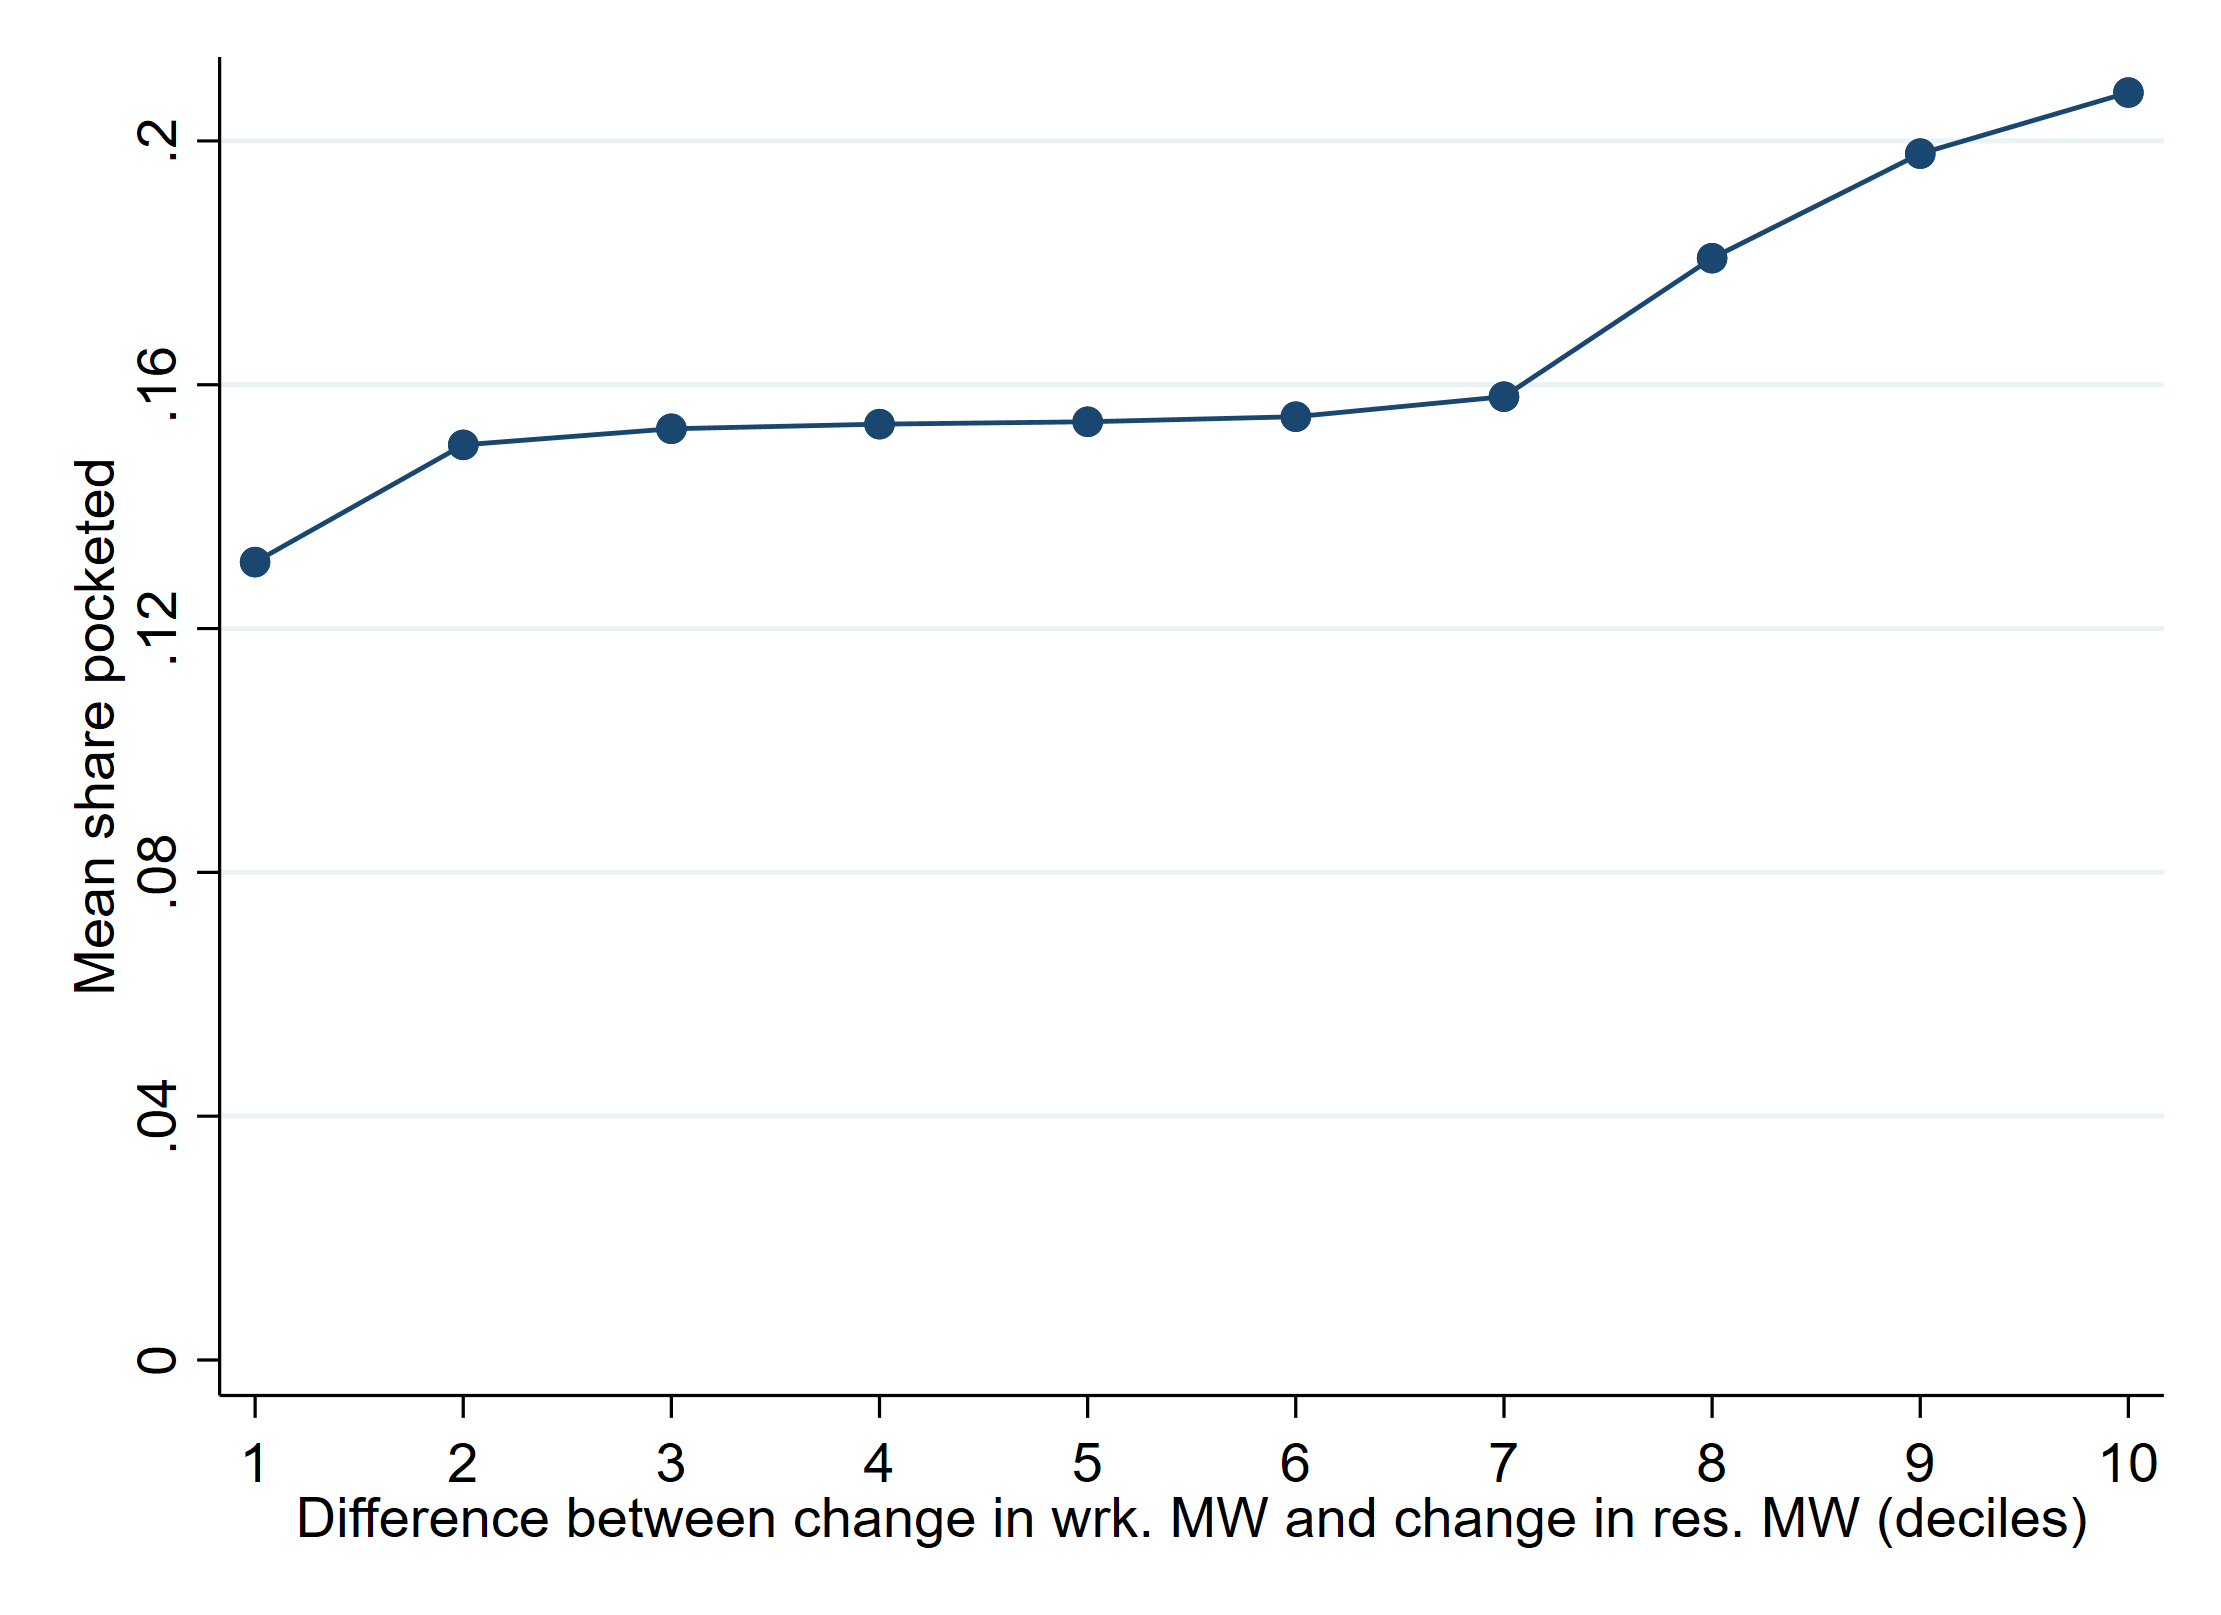 Mean share pocketed
.2
.16
.12
.08
.04
0
1 2 3 4 5 6 7 8 9 10
Difference between change in wrk. MW and change in res. MW (deciles)